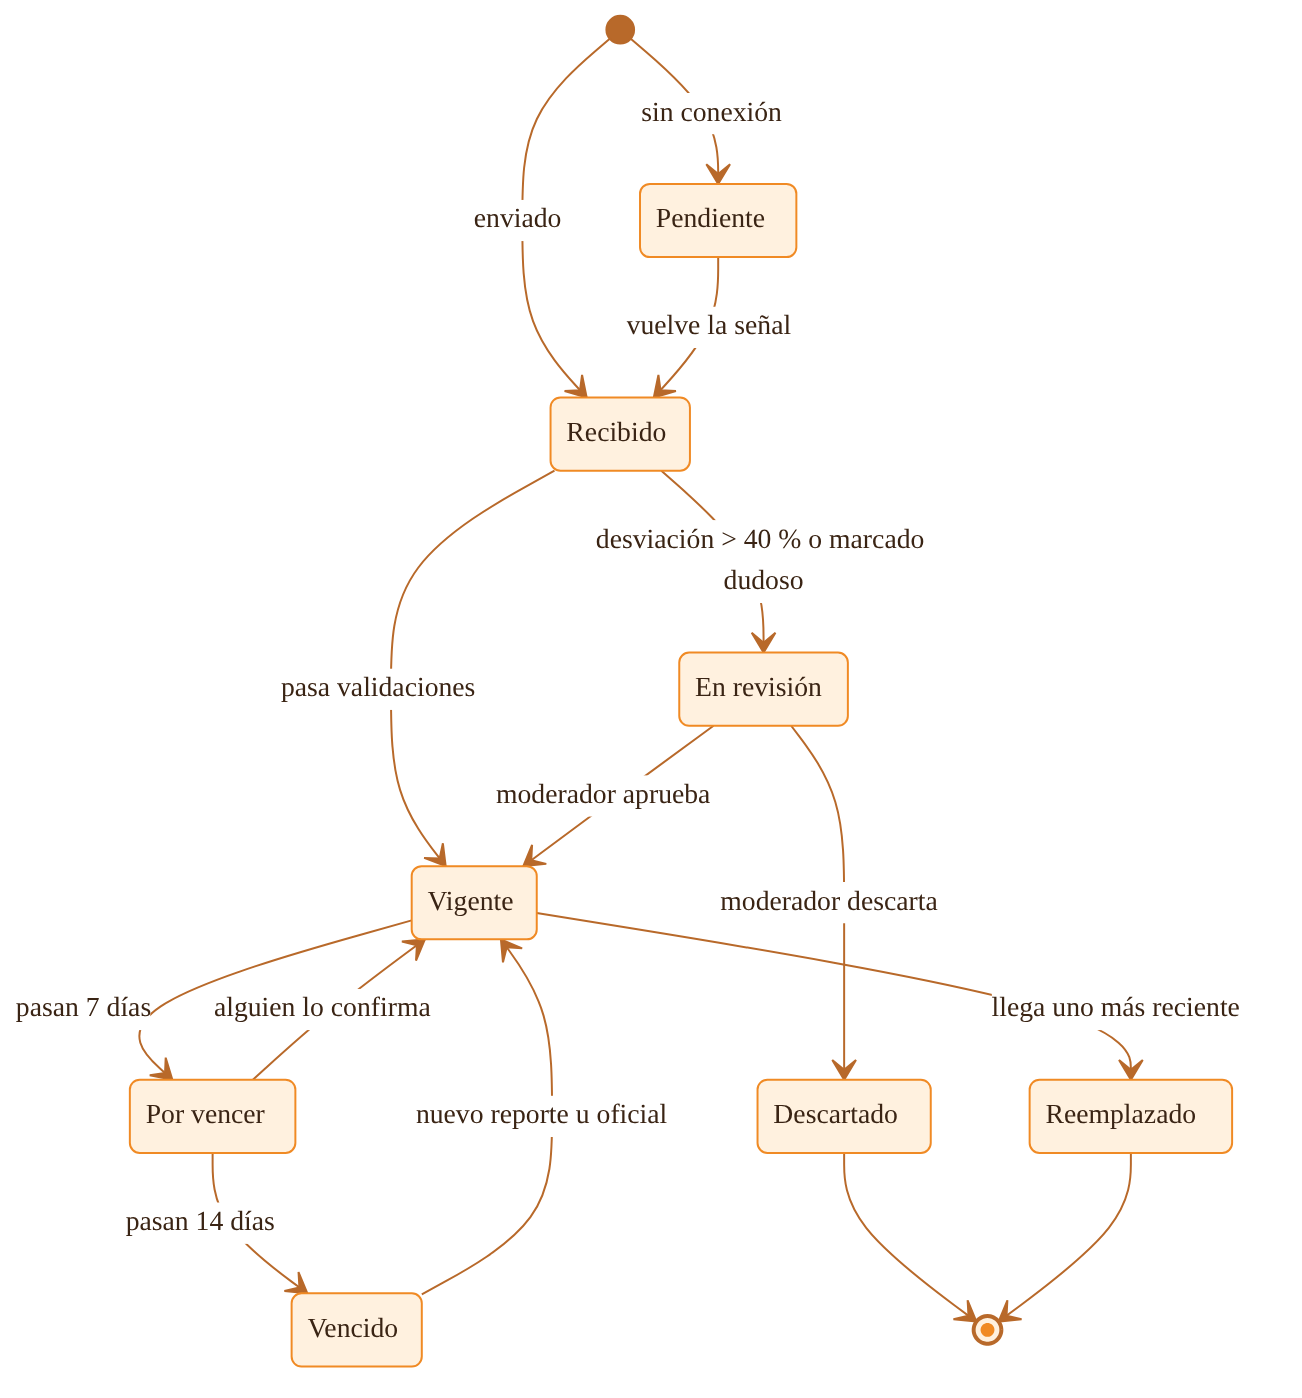 sin conexión
enviado
Pendiente
vuelve la señal
Recibido
desviación > 40 % o marcado
dudoso
pasa validaciones
En revisión
moderador aprueba
Vigente
moderador descarta
pasan 7 días
alguien lo confirma
llega uno más reciente
Por vencer
nuevo reporte u oficial
Descartado
Reemplazado
pasan 14 días
Vencido